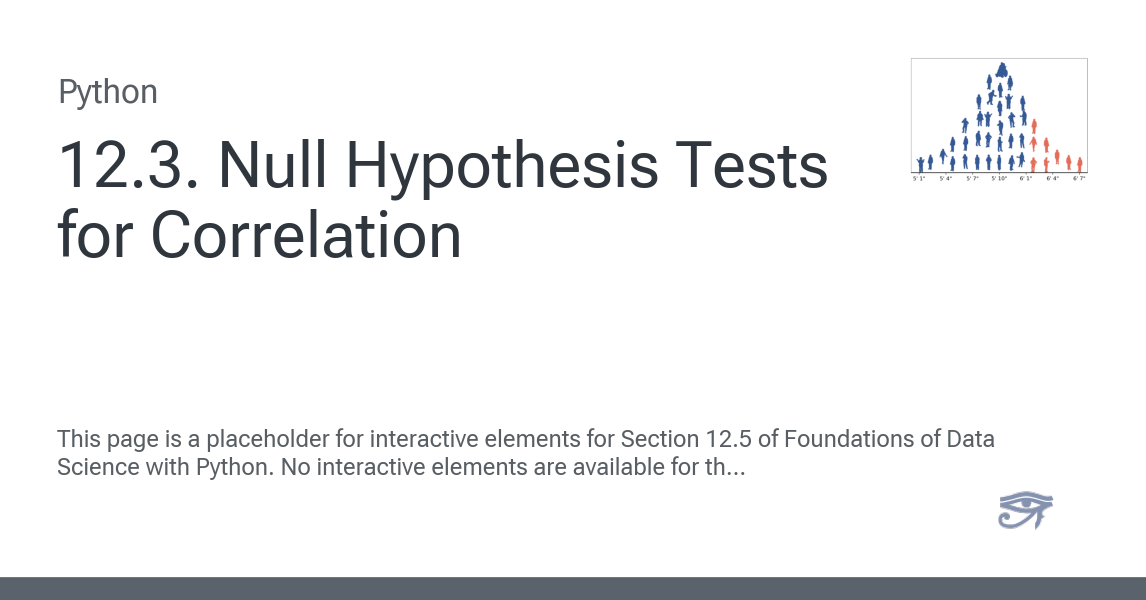 Python
12.3. Null Hypothesis Tests
for Correlation
5' 1" 5' 4" 5' 7" 5' 10" 6' 1" 6' 4" 6' 7"
This page is a placeholder for interactive elements for Section 12.5 of Foundations of Data
Science with Python. No interactive elements are available for th...